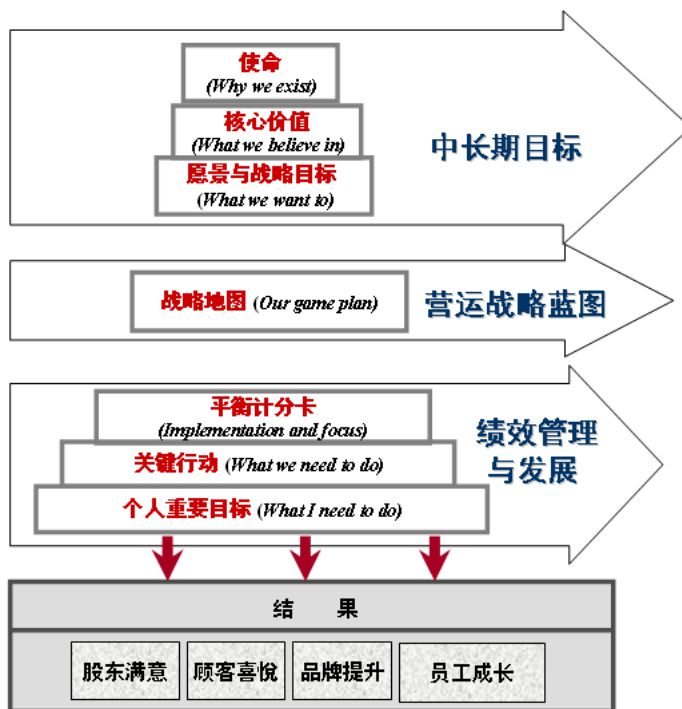 使命
(Why we exist)
核心价值
(What we believe in)
愿景与战略目标
(What we want to)
中长期目标
战略地图 (Our game plan)
营运战略蓝图
平衡计分卡
(Implementation and focus)
关键行动 (What we need to do)
个人重要目标 (What I need to do)
绩效管理
与发展
结 果
股东满意
顾客喜悦
品牌提升
员工成长